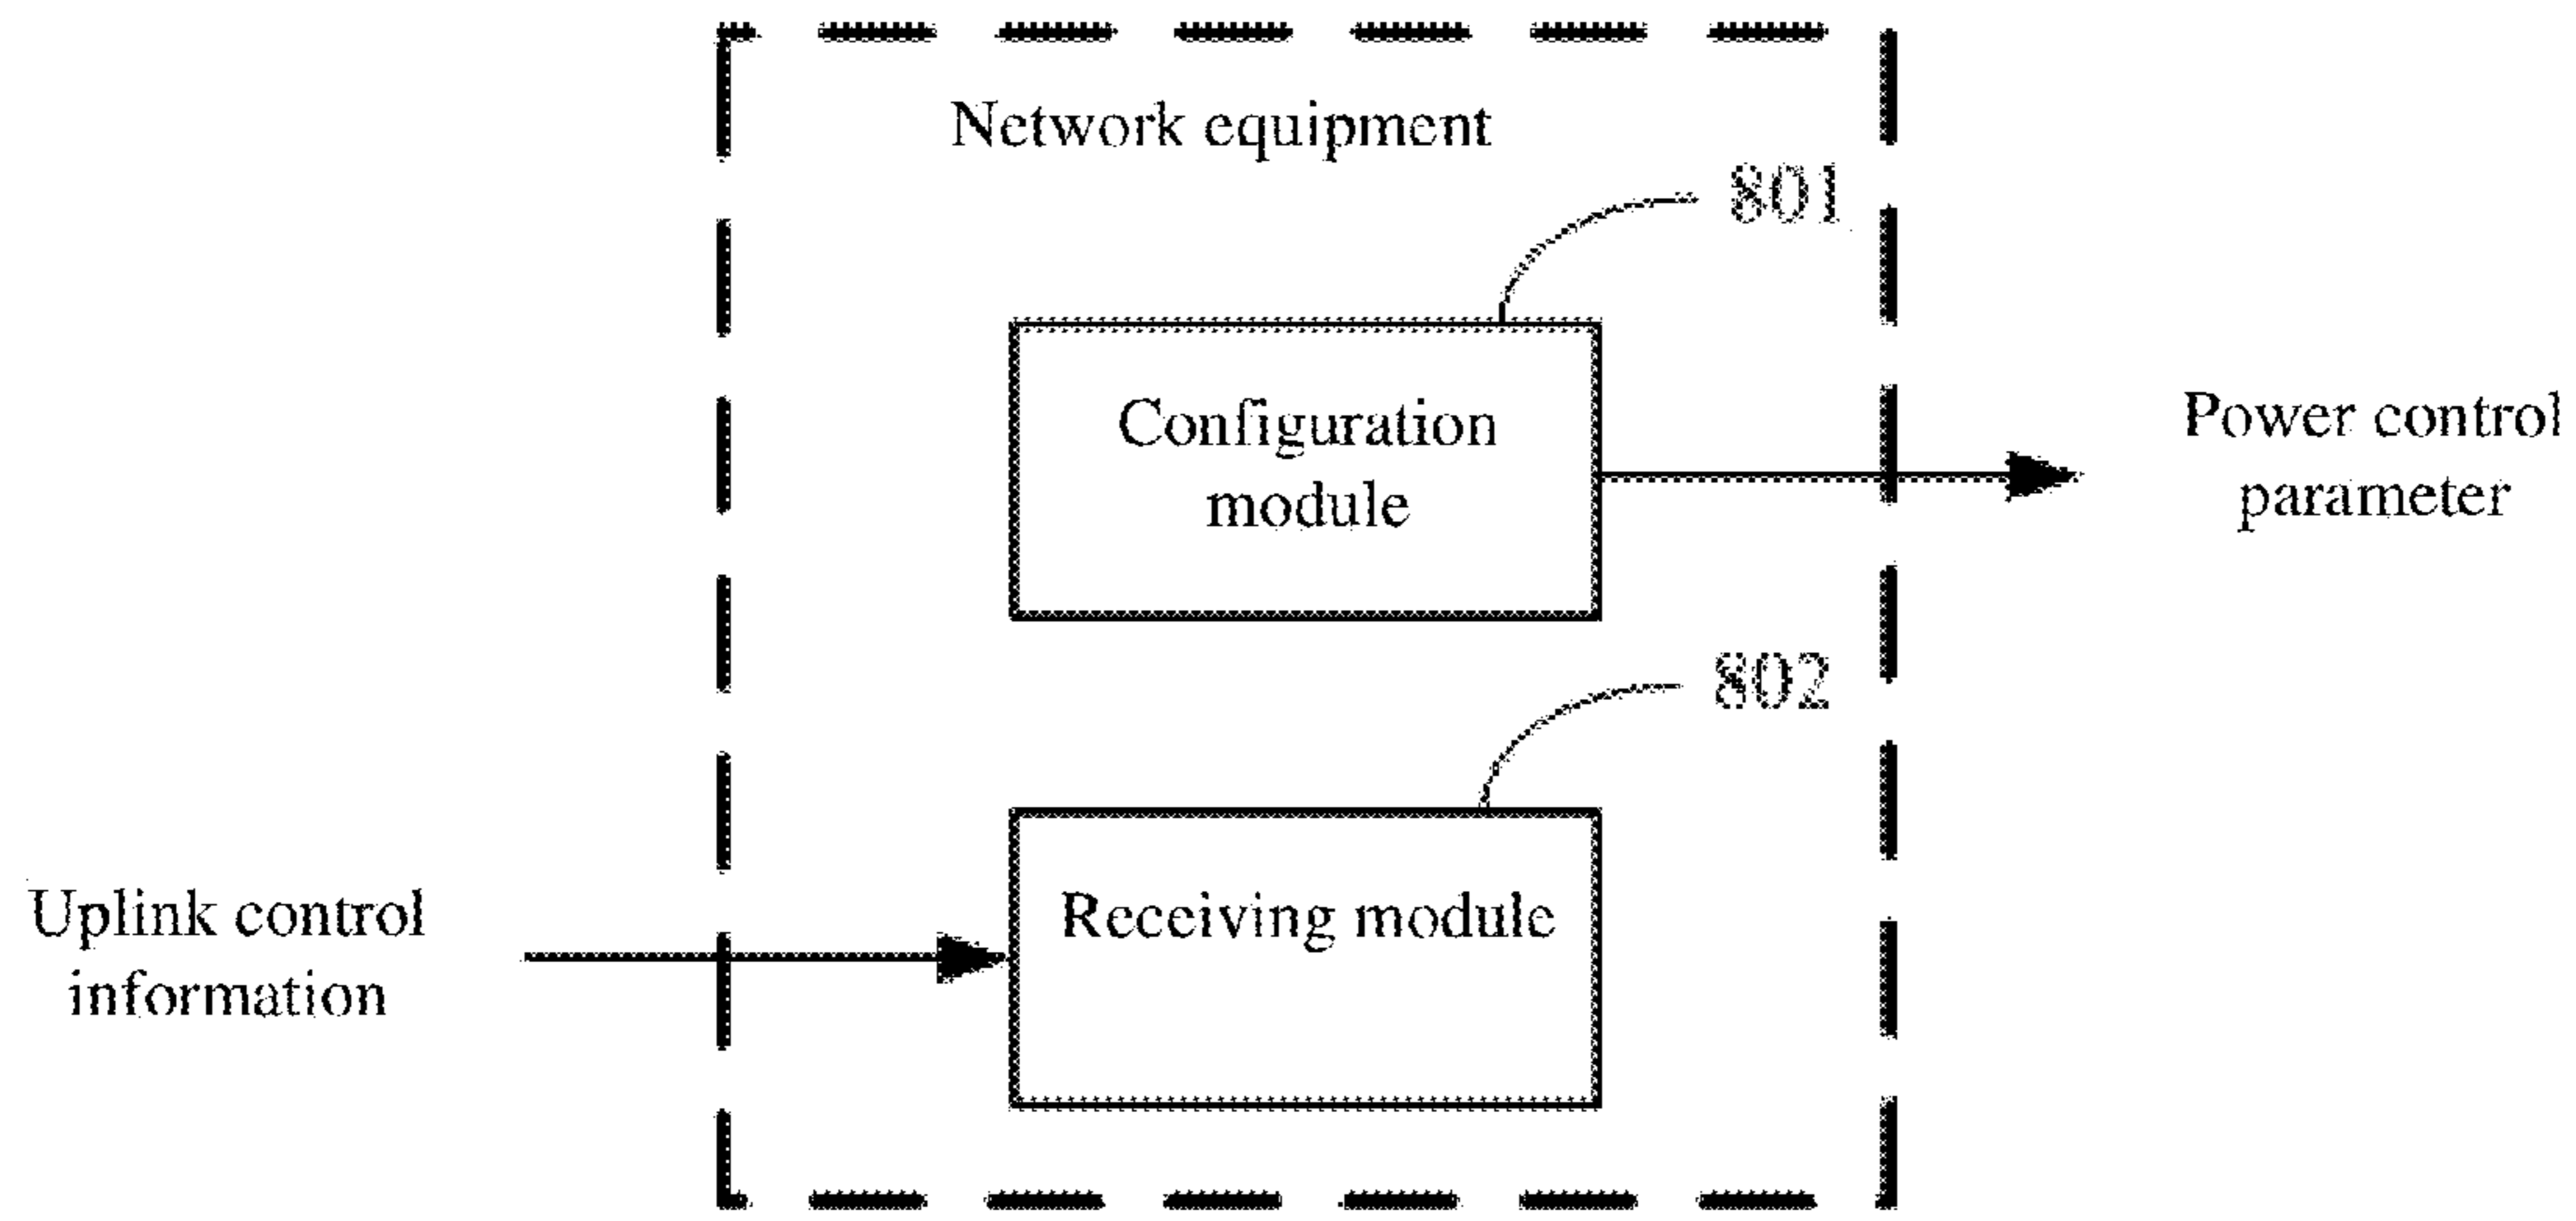 Network equipment
801
Configuration
module
Power control
parameter
802
Receiving module
Uplink control
information